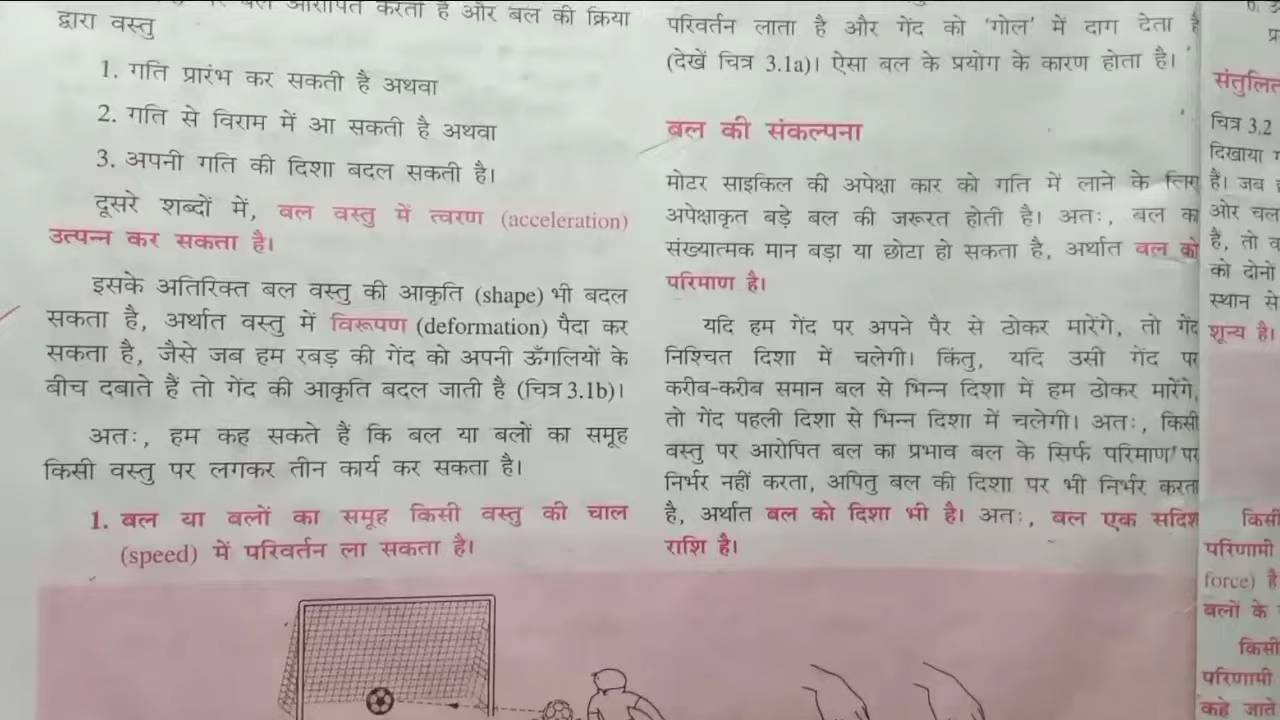 आरोपित करता है और बल की क्रिया
द्वारा वस्तु
1. गति प्रारंभ कर सकती है अथवा
2. गति से विराम में आ सकती है अथवा
3. अपनी गति की दिशा बदल सकती है।
दूसरे शब्दों में, बल वस्तु में त्वरण (acceleration)
उत्पन्न कर सकता है।
इसके अतिरिक्त बल वस्तु की आकृति (shape) भी बदल
सकता है, अर्थात वस्तु में विरूपण (deformation) पैदा कर
सकता है, जैसे जब हम रबड़ की गेंद को अपनी ऊँगलियों के
बीच दबाते हैं तो गेंद की आकृति बदल जाती है (चित्र 3.1b)।
अतः, हम कह सकते हैं कि बल या बलों का समूह
किसी वस्तु पर लगकर तीन कार्य कर सकता है।
1. बल या बलों का समूह किसी वस्तु की चाल
(speed) में परिवर्तन ला सकता है।
परिवर्तन लाता है और गेंद को ‘गोल’ में दाग देता है
(देखें चित्र 3.1a)। ऐसा बल के प्रयोग के कारण होता है।
बल की संकल्पना
मोटर साइकिल की अपेक्षा कार को गति में लाने के लिए
अपेक्षाकृत बड़े बल की जरूरत होती है। अतः, बल का
संख्यात्मक मान बड़ा या छोटा हो सकता है, अर्थात बल को
परिमाण है।
यदि हम गेंद पर अपने पैर से ठोकर मारेंगे, तो गेंद
निश्चित दिशा में चलेगी। किंतु, यदि उसी गेंद पर
करीब-करीब समान बल से भिन्न दिशा में हम ठोकर मारेंगे,
तो गेंद पहली दिशा से भिन्न दिशा में चलेगी। अतः, किसी
वस्तु पर आरोपित बल का प्रभाव बल के सिर्फ परिमाण पर
निर्भर नहीं करता, अपितु बल की दिशा पर भी निर्भर करता
है, अर्थात बल को दिशा भी है। अतः, बल एक सदिश
राशि है।
संतुलित
चित्र 3.2
दिखाया
हैं। जब
ओर चल
है, तो
को दोनों
स्थान से
शून्य है।
किसी
परिणामी
force) है
बलों के
किसी
परिणामी
कहे जाते